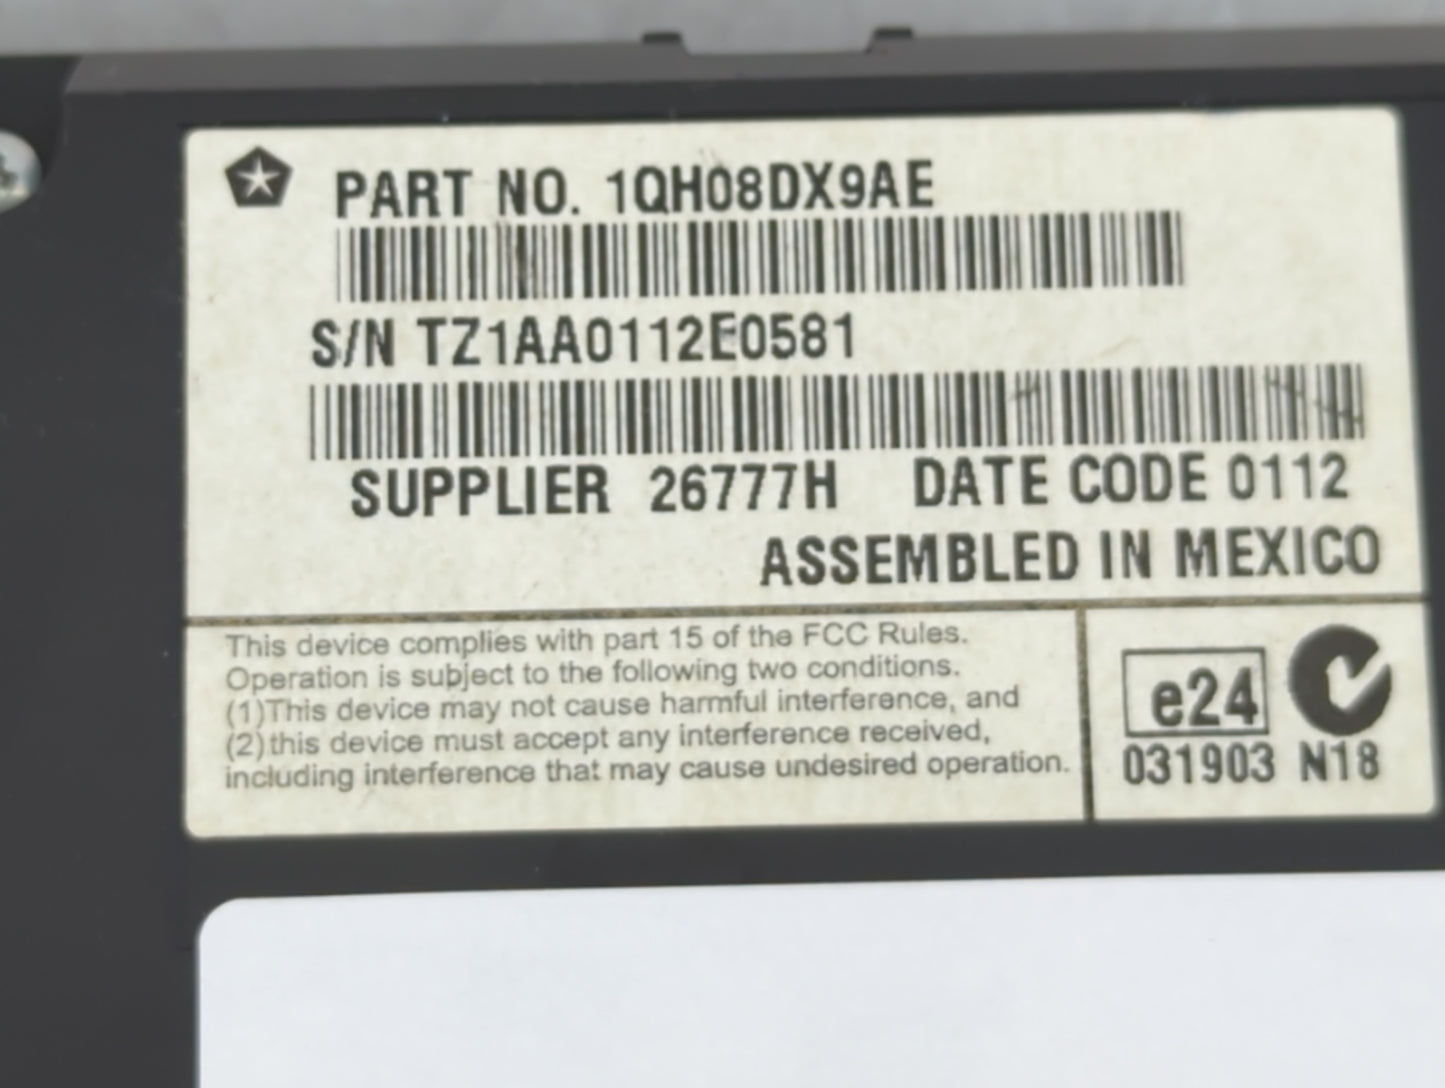 PART NO. 1QH08DX9AE
S/N TZ1AA0112E0581
SUPPLIER 26777H DATE CODE 0112
ASSEMBLED IN MEXICO
This device complies with part 15 of the FCC Rules.
Operation is subject to the following two conditions.
(1)This device may not cause harmful interference, and
(2)this device must accept any interference received,
including interference that may cause undesired operation.
e24
031903 N18